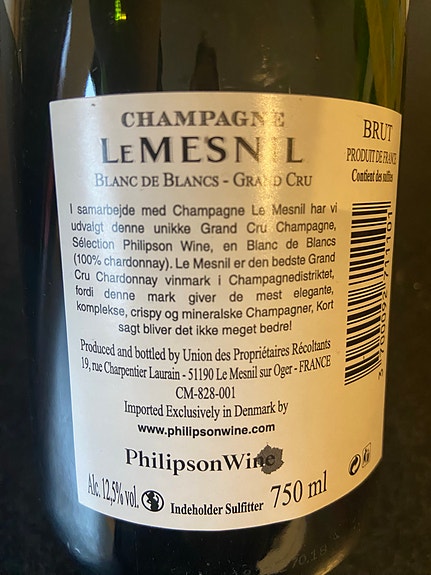 CHAMPAGNE
LEMESNIL
BLANC DE BLANCS - GRAND CRU
I samarbejde med Champagne Le Mesnil har vi
udvalgt denne unikke Grand Cru Champagne,
Sélection Philipson Wine, en Blanc de Blancs
(100% chardonnay). Le Mesnil er den bedste Grand
Cru Chardonnay vinmark i Champagnedistriktet,
fordi denne mark giver de mest elegante,
komplekse, crispy og mineralske Champagner, Kort
sagt bliver det ikke meget bedre!
Produced and bottled by Union des Propriétaires Récoltants
19, rue Charpentier Laurain - 51190 Le Mesnil sur Oger - FRANCE
CM-828-001
Imported Exclusively in Denmark by
www.philipsonwine.com
PhilipsonWine
Alc. 12,5% vol.
Indeholder Sulfitter
750 ml
BRUT
PRODUIT DE FRANCE
Contient des sulfites
3 700092 711101